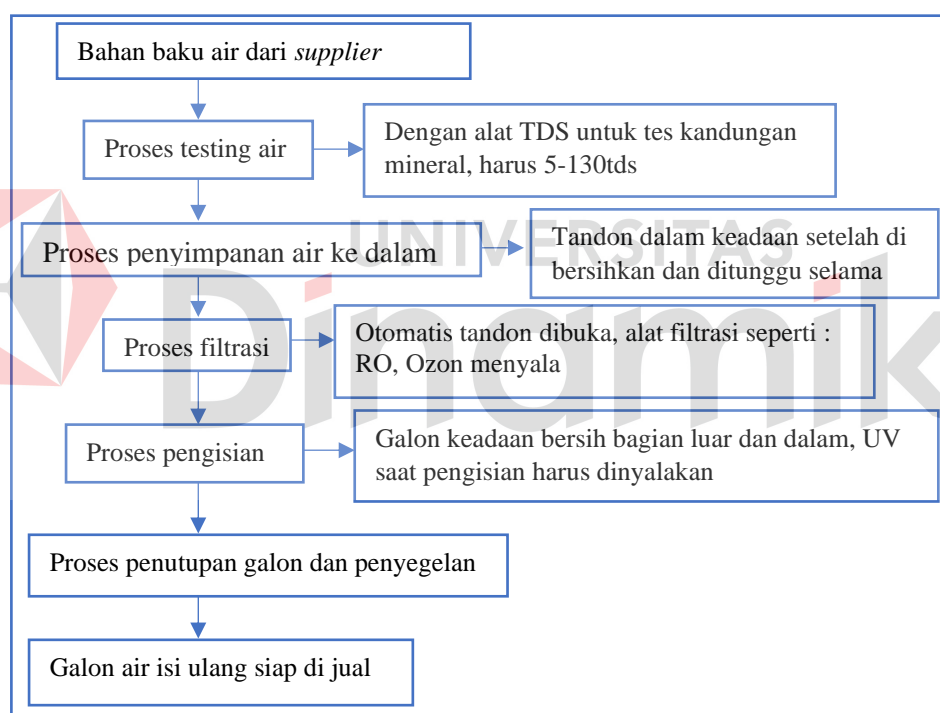 Bahan baku air dari supplier
Proses testing air
Dengan alat TDS untuk tes kandungan
mineral, harus 5-130tds
UNIVERSITAS
Dinamik
Proses penyimpanan air ke dalam
Tandon dalam keadaan setelah di
bersihkan dan ditunggu selama
Proses filtrasi
Otomatis tandon dibuka, alat filtrasi seperti :
RO, Ozon menyala
Proses pengisian
Galon keadaan bersih bagian luar dan dalam, UV
saat pengisian harus dinyalakan
Proses penutupan galon dan penyegelan
Galon air isi ulang siap di jual